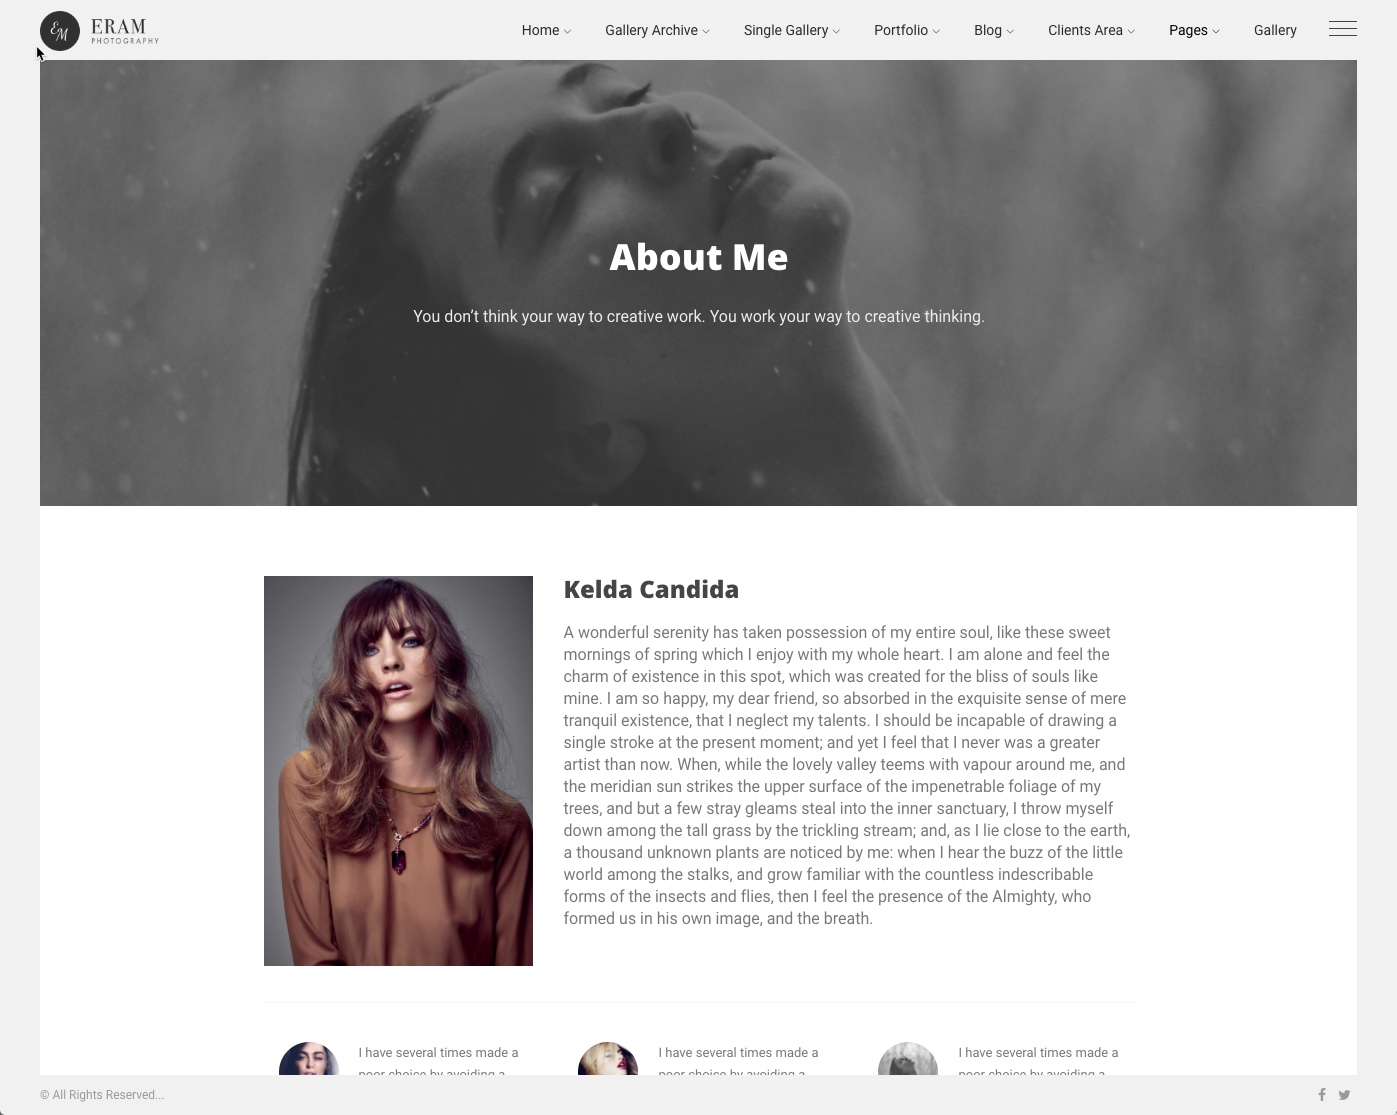 EM ERAM
PHOTOGRAPHY
Home Gallery Archive Single Gallery Portfolio Blog Clients Area Pages Gallery
About Me
You don’t think your way to creative work. You work your way to creative thinking.
Kelda Candida
A wonderful serenity has taken possession of my entire soul, like these sweet
mornings of spring which I enjoy with my whole heart. I am alone and feel the
charm of existence in this spot, which was created for the bliss of souls like
mine. I am so happy, my dear friend, so absorbed in the exquisite sense of mere
tranquil existence, that I neglect my talents. I should be incapable of drawing a
single stroke at the present moment; and yet I feel that I never was a greater
artist than now. When, while the lovely valley teems with vapour around me, and
the meridian sun strikes the upper surface of the impenetrable foliage of my
trees, and but a few stray gleams steal into the inner sanctuary, I throw myself
down among the tall grass by the trickling stream; and, as I lie close to the earth,
a thousand unknown plants are noticed by me: when I hear the buzz of the little
world among the stalks, and grow familiar with the countless indescribable
forms of the insects and flies, then I feel the presence of the Almighty, who
formed us in his own image, and the breath.
I have several times made a
poor choice by avoiding a
I have several times made a
poor choice by avoiding a
I have several times made a
poor choice by avoiding a
© All Rights Reserved...